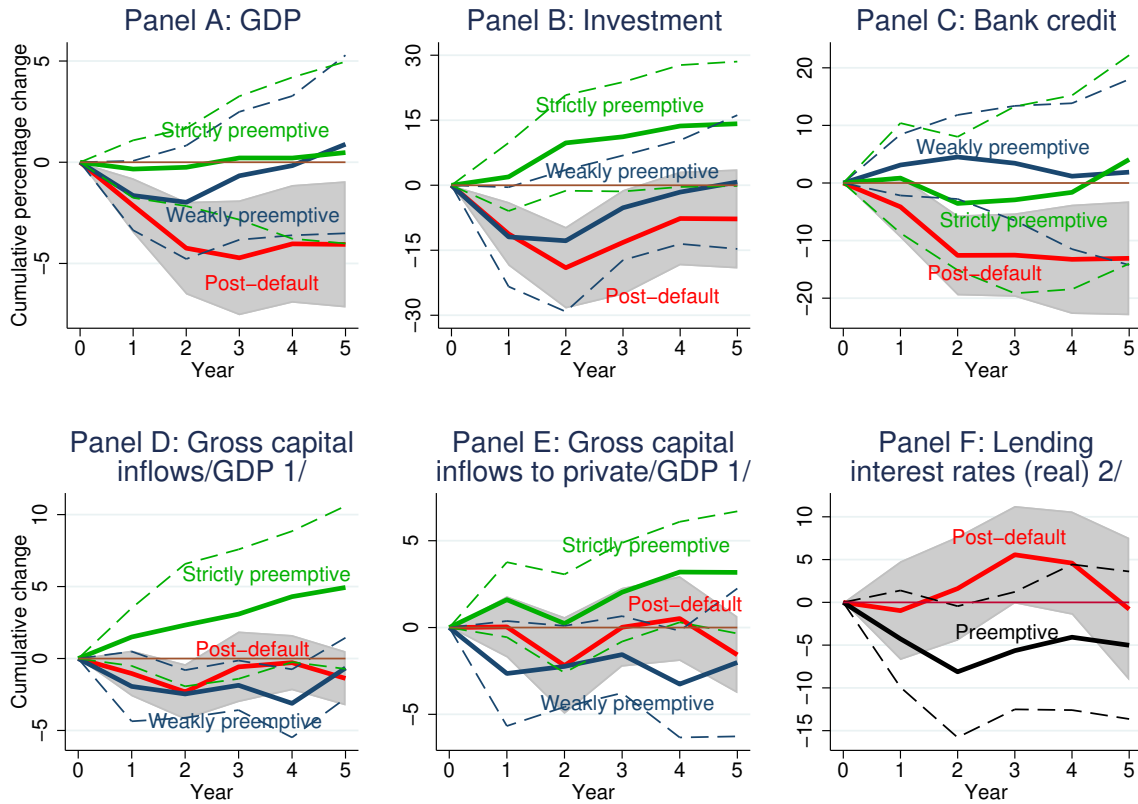 Panel A: GDP
Cumulative percentage change
5
0
−5
Strictly preemptive
Weakly preemptive
Post−default
0 1 2 3 4 5
Year
Panel B: Investment
30
15
0
−15
−30
Strictly preemptive
Weakly preemptive
Post−default
0 1 2 3 4 5
Year
Panel C: Bank credit
20
10
0
−10
−20
Weakly preemptive
Strictly preemptive
Post−default
0 1 2 3 4 5
Year
Panel D: Gross capital
inflows/GDP 1/
Cumulative change
10
5
0
−5
Strictly preemptive
Post−default
Weakly preemptive
0 1 2 3 4 5
Year
Panel E: Gross capital
inflows to private/GDP 1/
5
0
−5
Strictly preemptive
Post−default
Weakly preemptive
0 1 2 3 4 5
Year
Panel F: Lending
interest rates (real) 2/
10
5
0
−5
−10
−15
Post−default
Preemptive
0 1 2 3 4 5
Year